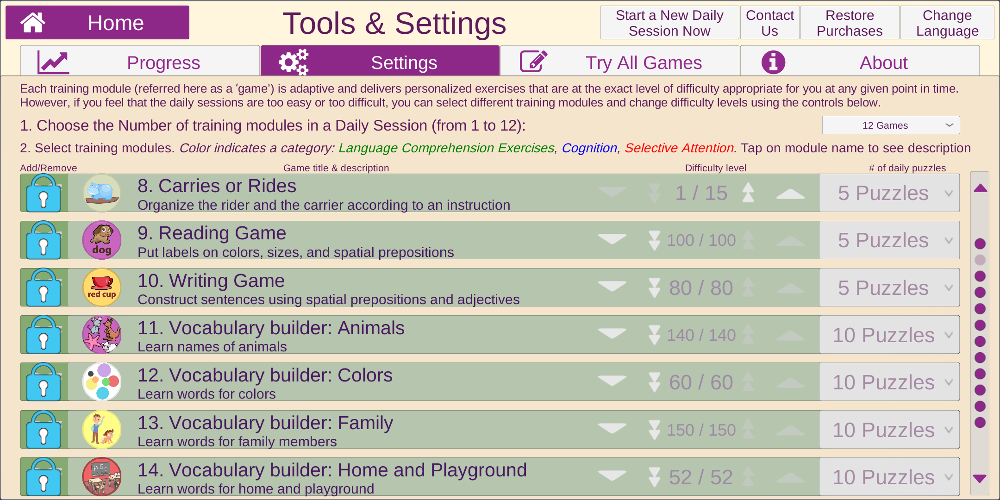 Home
Tools & Settings
Start a New Daily
Session Now
Contact
Us
Restore
Purchases
Change
Language
Progress
Settings
Try All Games
About
Each training module (referred here as a ‘game’) is adaptive and delivers personalized exercises that are at the exact level of difficulty appropriate for you at any given point in time.
However, if you feel that the daily sessions are too easy or too difficult, you can select different training modules and change difficulty levels using the controls below.
1. Choose the Number of training modules in a Daily Session (from 1 to 12):
12 Games
2. Select training modules. Color indicates a category: Language Comprehension Exercises, Cognition, Selective Attention. Tap on module name to see description
Add/Remove
Game title & description
Difficulty level
# of daily puzzles
8. Carries or Rides
Organize the rider and the carrier according to an instruction
1 / 15
5 Puzzles
dog
9. Reading Game
Put labels on colors, sizes, and spatial prepositions
100 / 100
5 Puzzles
red cup
10. Writing Game
Construct sentences using spatial prepositions and adjectives
80 / 80
5 Puzzles
11. Vocabulary builder: Animals
Learn names of animals
140 / 140
10 Puzzles
12. Vocabulary builder: Colors
Learn words for colors
60 / 60
10 Puzzles
13. Vocabulary builder: Family
Learn words for family members
150 / 150
10 Puzzles
ABC
14. Vocabulary builder: Home and Playground
Learn words for home and playground
52 / 52
10 Puzzles